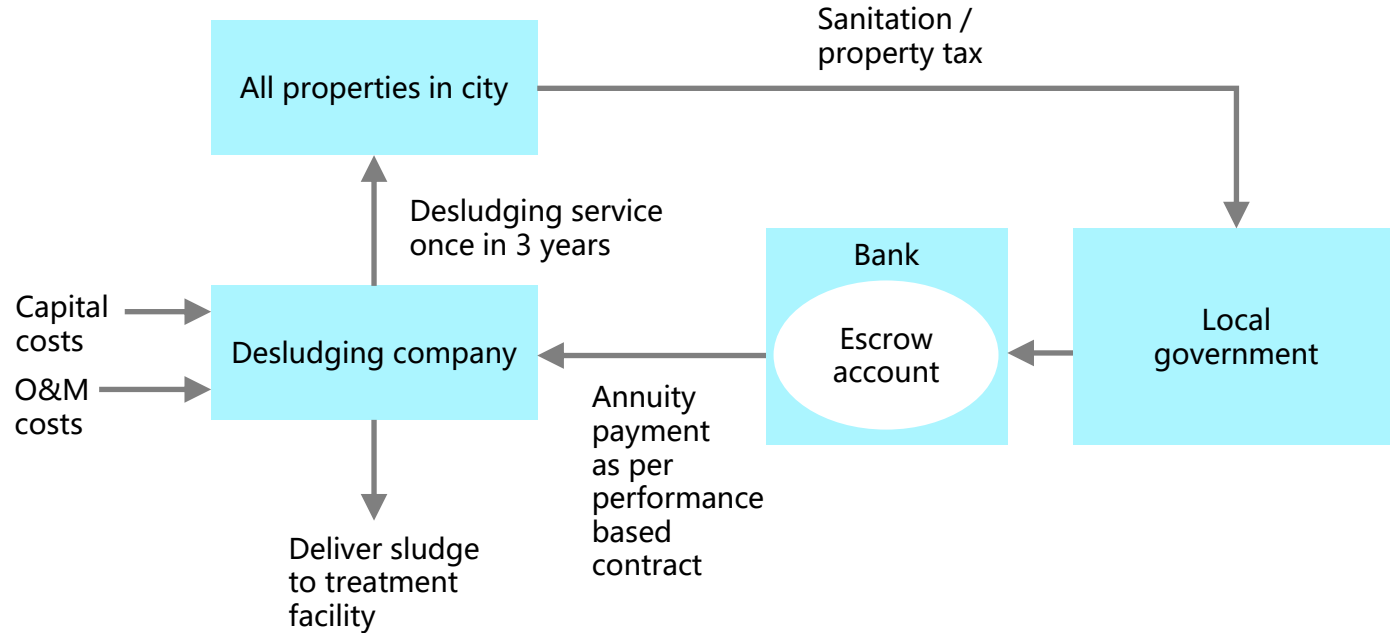 Sanitation /
property tax
All properties in city
Desludging service
once in 3 years
Bank
Capital
costs
Desludging company
Escrow
account
Local
government
O&M
costs
Annuity
payment
as per
performance
based
contract
Deliver sludge
to treatment
facility